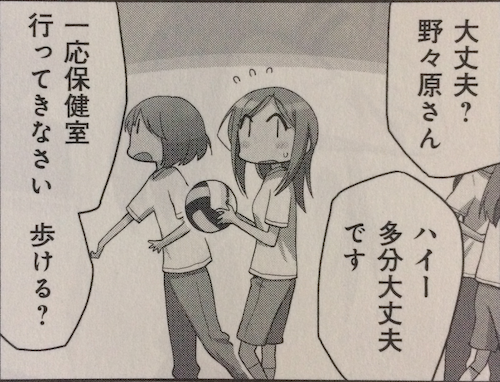 大丈夫?
野々原さん
ハイー
多分大丈夫
です
一応保健室
行ってきなさい 歩ける?